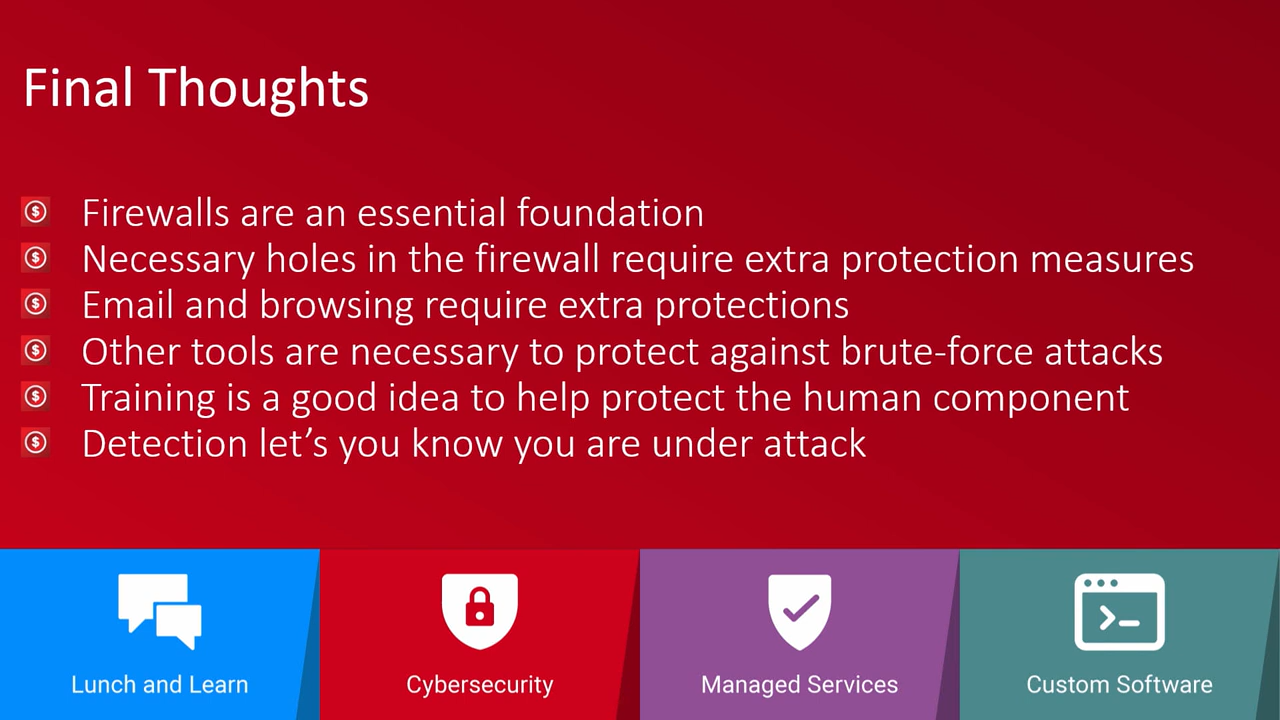 Final Thoughts
Firewalls are an essential foundation
Necessary holes in the firewall require extra protection measures
Email and browsing require extra protections
Other tools are necessary to protect against brute-force attacks
Training is a good idea to help protect the human component
Detection let’s you know you are under attack
Lunch and Learn
Cybersecurity
Managed Services
Custom Software